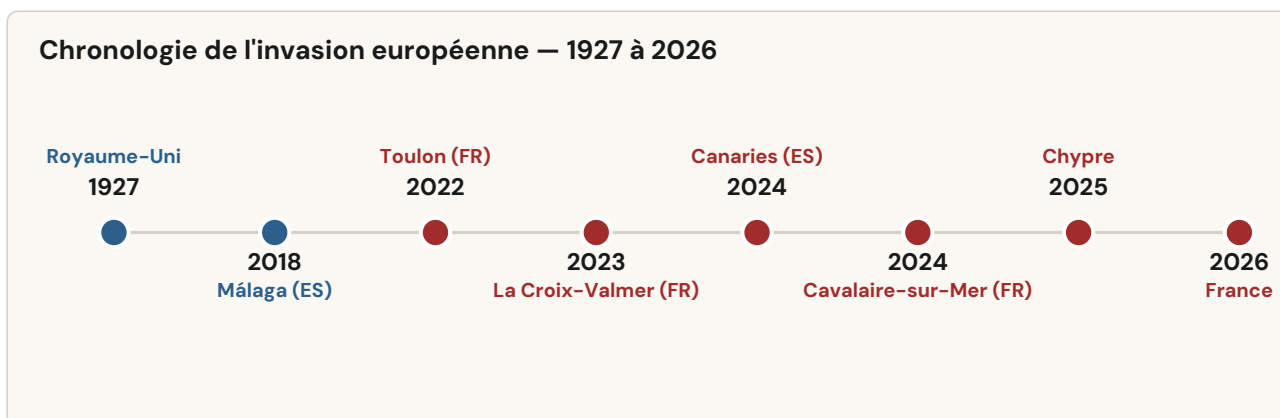 Chronologie de l'invasion européenne — 1927 à 2026
Royaume-Uni
1927
2018
Málaga (ES)
Toulon (FR)
2022
2023
La Croix-Valmer (FR)
Canaries (ES)
2024
2024
Cavalaire-sur-Mer (FR)
Chypre
2025
2026
France